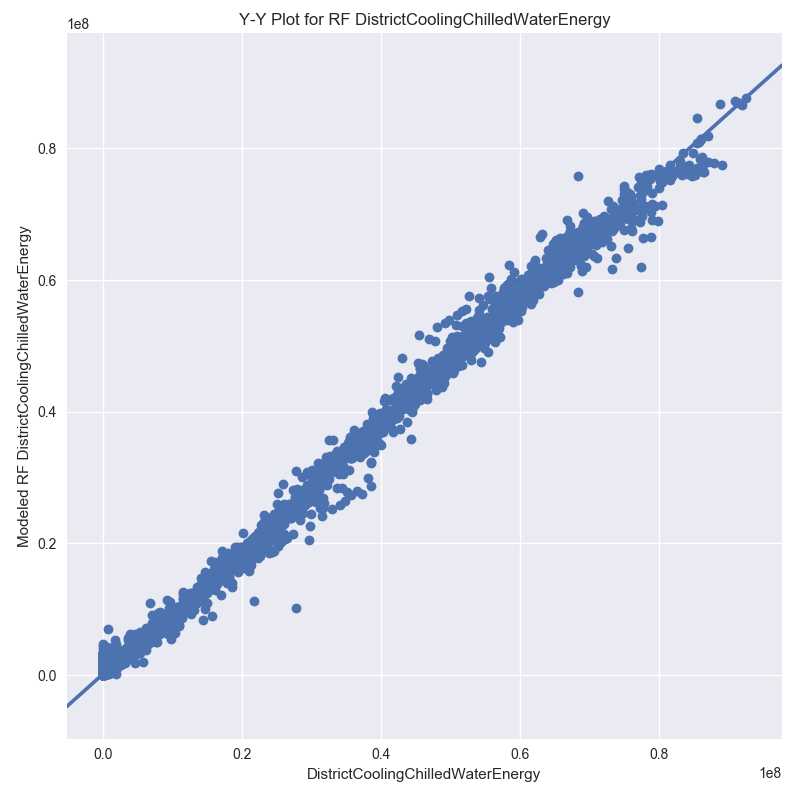 Y-Y Plot for RF DistrictCoolingChilledWaterEnergy
1e8
0.8
0.6
0.4
0.2
0.0
Modeled RF DistrictCoolingChilledWaterEnergy
0.0 0.2 0.4 0.6 0.8
1e8
DistrictCoolingChilledWaterEnergy